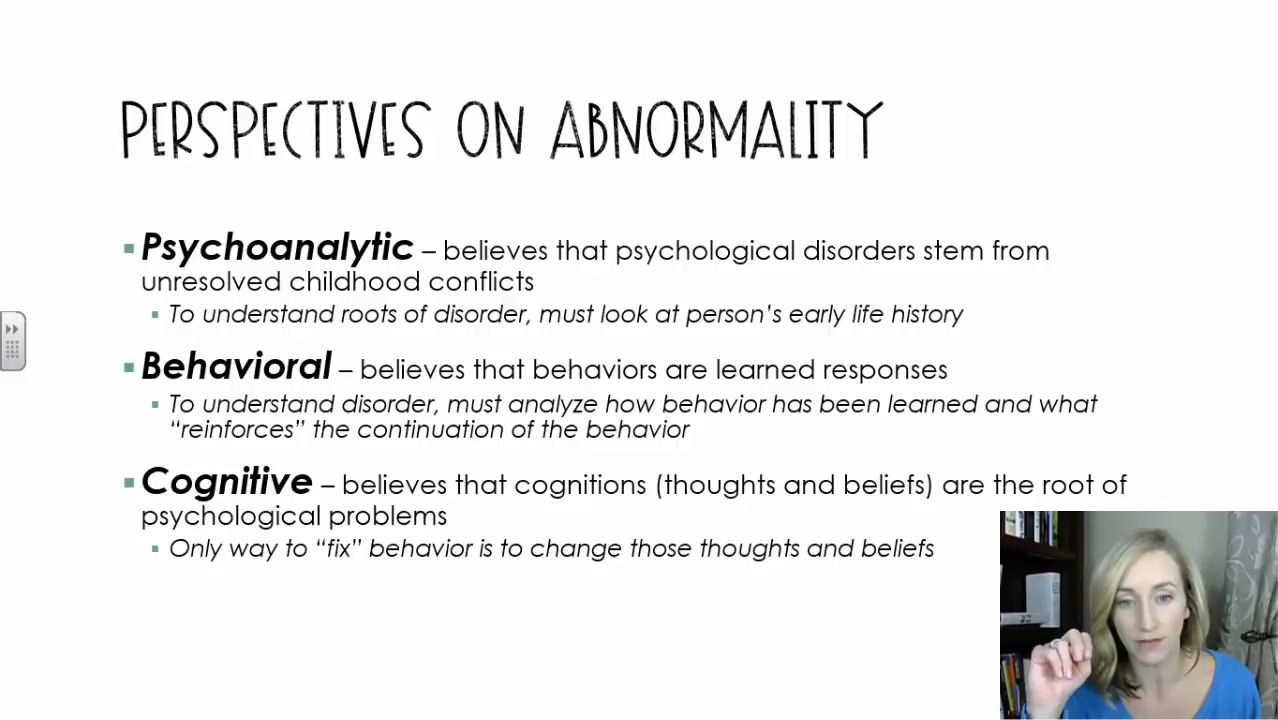 PERSPECTIVES ON ABNORMALITY
▪ Psychoanalytic – believes that psychological disorders stem from
unresolved childhood conflicts
▪ To understand roots of disorder, must look at person’s early life history
▪ Behavioral – believes that behaviors are learned responses
▪ To understand disorder, must analyze how behavior has been learned and what
“reinforces” the continuation of the behavior
▪ Cognitive – believes that cognitions (thoughts and beliefs) are the root of
psychological problems
▪ Only way to “fix” behavior is to change those thoughts and beliefs